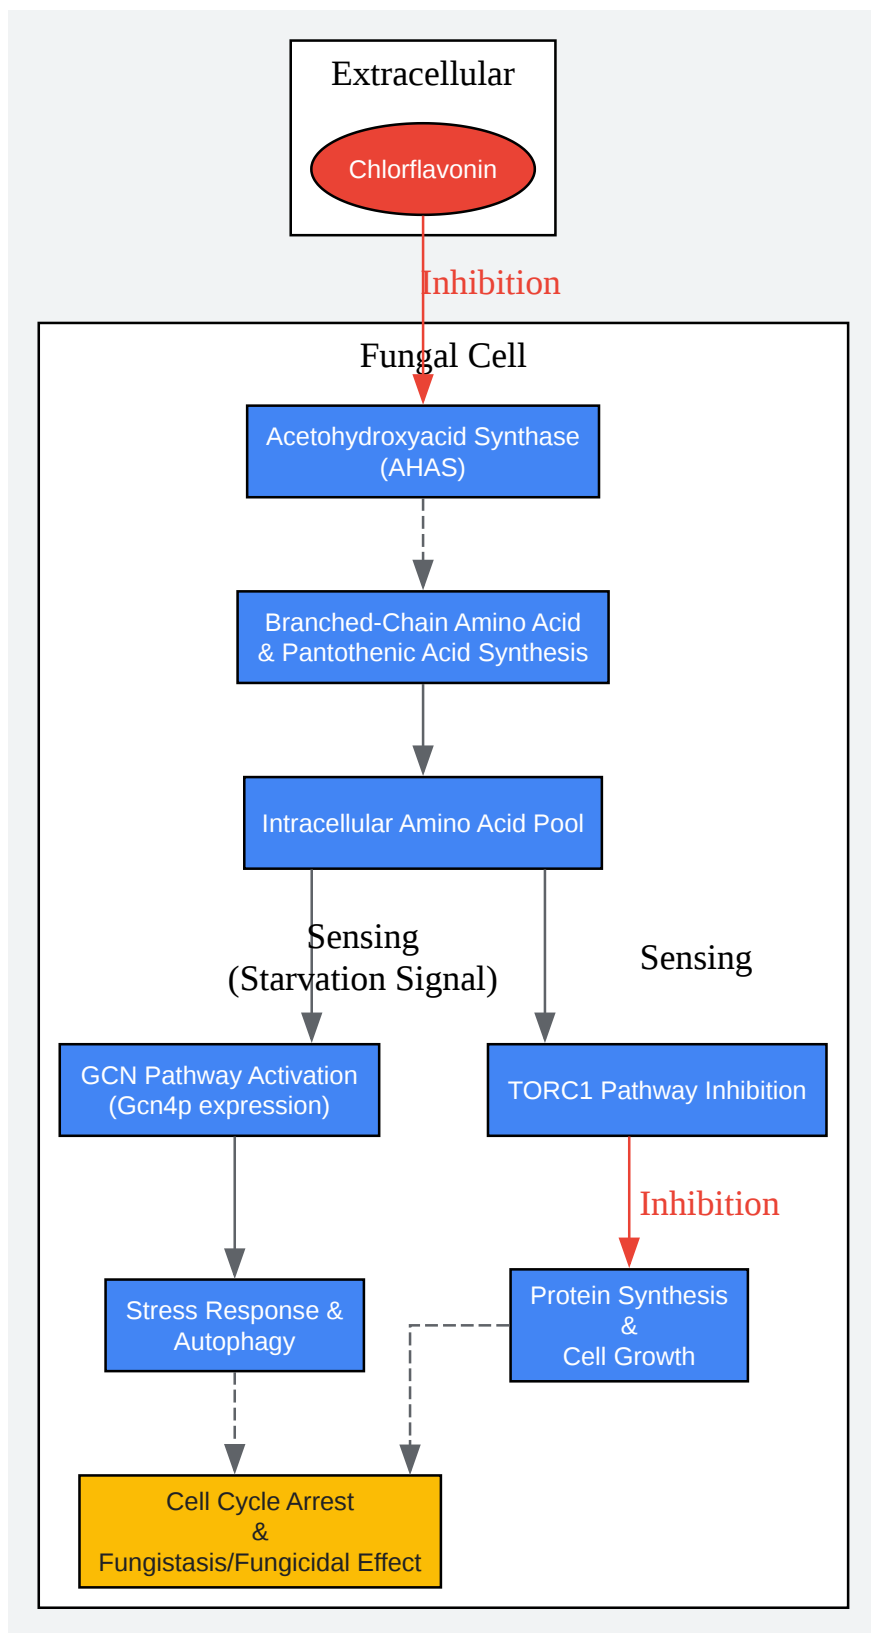 Extracellular
Chlorflavonin
Inhibition
Fungal Cell
Acetohydroxyacid Synthase
(AHAS)
Branched-Chain Amino Acid
& Pantothenic Acid Synthesis
Intracellular Amino Acid Pool
Sensing
(Starvation Signal)
Sensing
GCN Pathway Activation
(Gcn4p expression)
TORC1 Pathway Inhibition
Inhibition
Stress Response &
Autophagy
Protein Synthesis
&
Cell Growth
Cell Cycle Arrest
&
Fungistasis/Fungicidal Effect